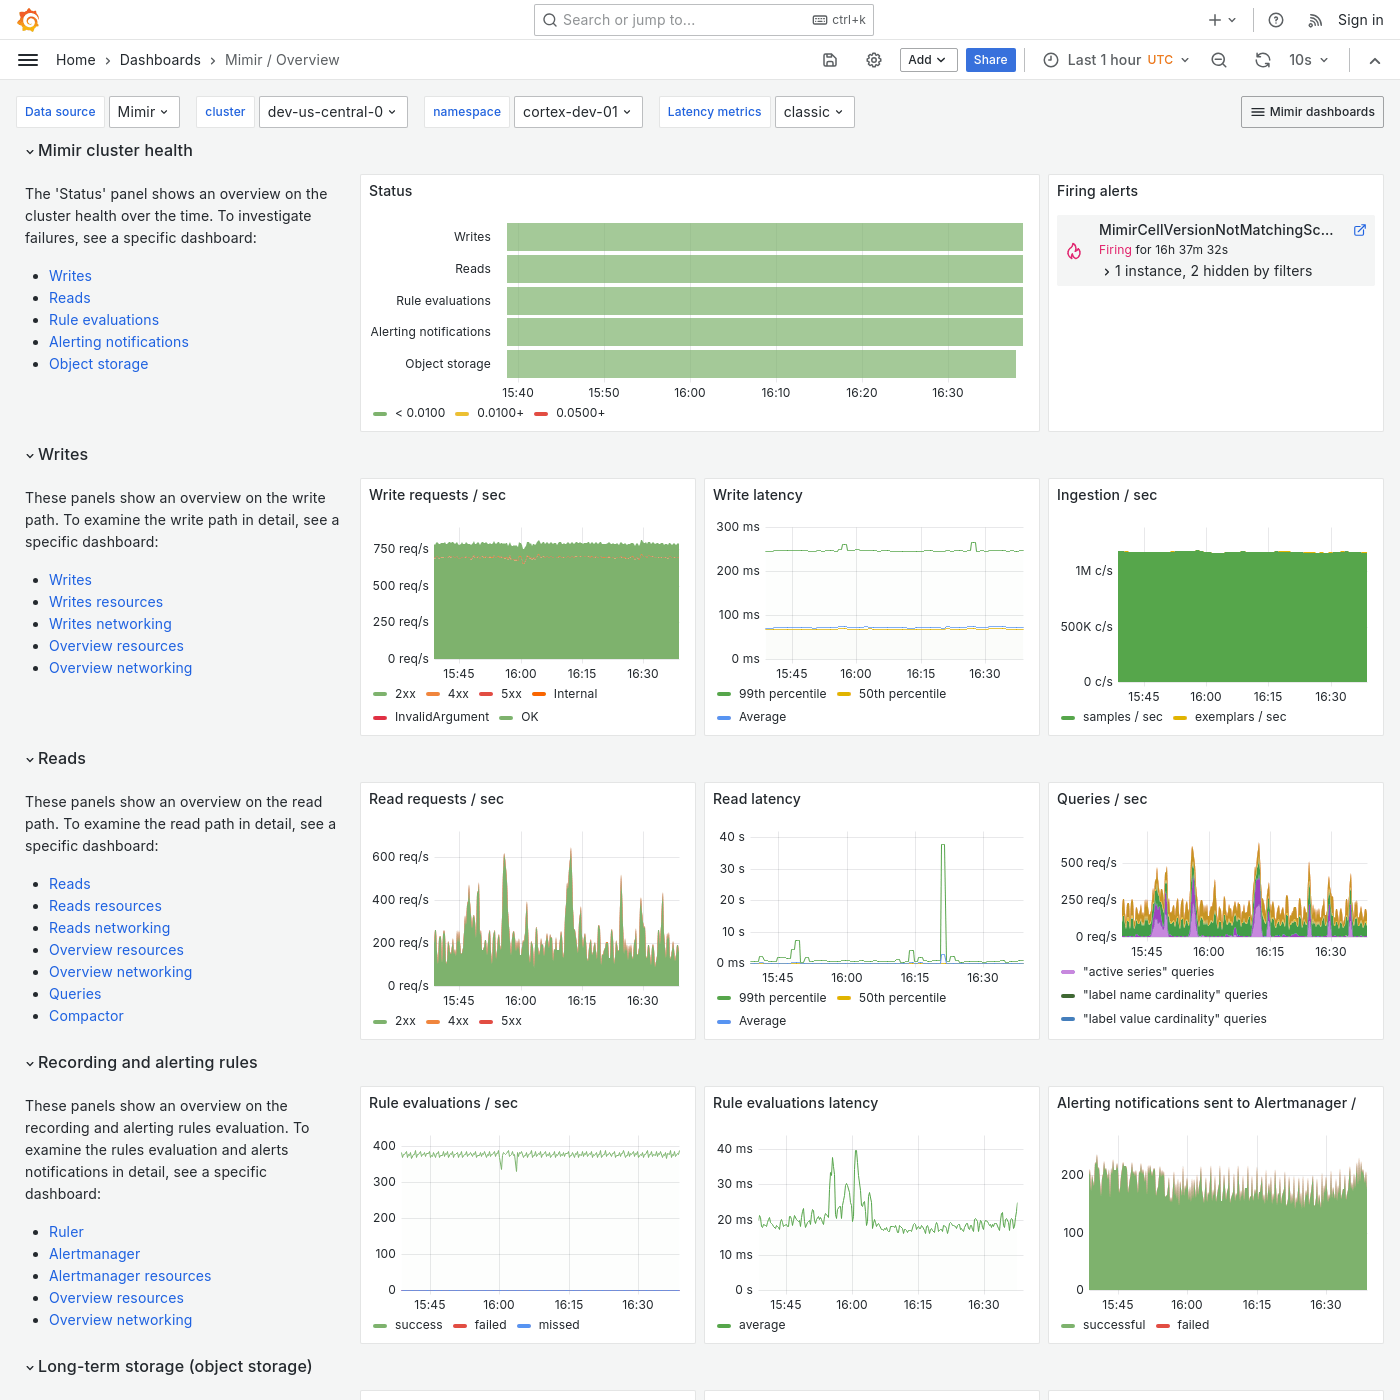 Search or jump to...
ctrl+k
Sign in
Home
Dashboards
Mimir / Overview
Add
Share
Last 1 hour UTC
10s
Data source
Mimir
cluster
dev-us-central-0
namespace
cortex-dev-01
Latency metrics
classic
Mimir dashboards
Mimir cluster health
The 'Status' panel shows an overview on the
cluster health over the time. To investigate
failures, see a specific dashboard:
Writes
Reads
Rule evaluations
Alerting notifications
Object storage
Status
Writes
Reads
Rule evaluations
Alerting notifications
Object storage
15:40 15:50 16:00 16:10 16:20 16:30
< 0.0100 0.0100+ 0.0500+
Firing alerts
MimirCellVersionNotMatchingSc...
Firing for 16h 37m 32s
1 instance, 2 hidden by filters
Writes
These panels show an overview on the write
path. To examine the write path in detail, see a
specific dashboard:
Writes
Writes resources
Writes networking
Overview resources
Overview networking
Write requests / sec
750 req/s
500 req/s
250 req/s
0 req/s
15:45 16:00 16:15 16:30
2xx 4xx 5xx Internal
InvalidArgument OK
Write latency
300 ms
200 ms
100 ms
0 ms
15:45 16:00 16:15 16:30
99th percentile 50th percentile
Average
Ingestion / sec
1M c/s
500K c/s
0 c/s
15:45 16:00 16:15 16:30
samples / sec exemplars / sec
Reads
These panels show an overview on the read
path. To examine the read path in detail, see a
specific dashboard:
Reads
Reads resources
Reads networking
Overview resources
Overview networking
Queries
Compactor
Read requests / sec
600 req/s
400 req/s
200 req/s
0 req/s
15:45 16:00 16:15 16:30
2xx 4xx 5xx
Read latency
40 s
30 s
20 s
10 s
0 ms
15:45 16:00 16:15 16:30
99th percentile 50th percentile
Average
Queries / sec
500 req/s
250 req/s
0 req/s
15:45 16:00 16:15 16:30
"active series" queries
"label name cardinality" queries
"label value cardinality" queries
Recording and alerting rules
These panels show an overview on the
recording and alerting rules evaluation. To
examine the rules evaluation and alerts
notifications in detail, see a specific
dashboard:
Ruler
Alertmanager
Alertmanager resources
Overview resources
Overview networking
Rule evaluations / sec
400
300
200
100
0
15:45 16:00 16:15 16:30
success failed missed
Rule evaluations latency
40 ms
30 ms
20 ms
10 ms
0 s
15:45 16:00 16:15 16:30
average
Alerting notifications sent to Alertmanager /
200
100
0
15:45 16:00 16:15 16:30
successful failed
Long-term storage (object storage)